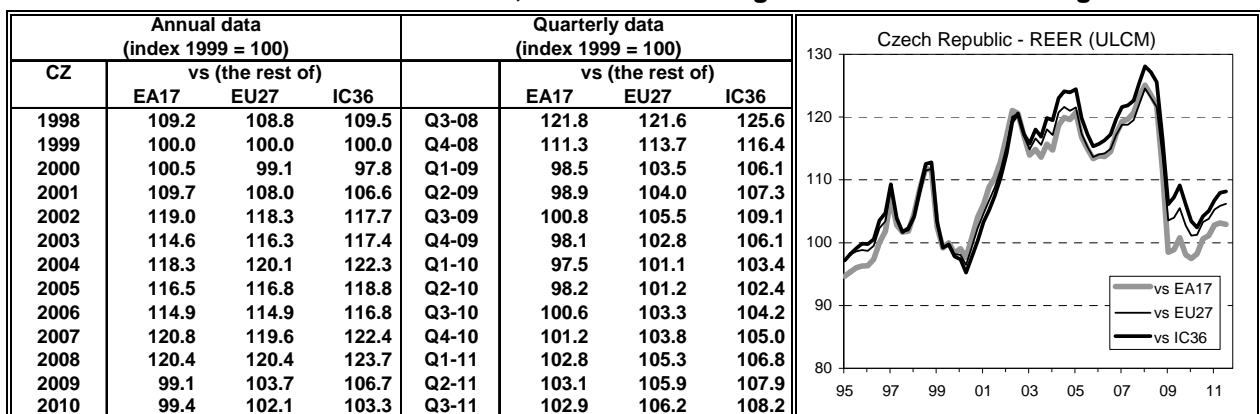 Annual data Quarterly data
(index 1999 = 100) (index 1999 = 100)
CZ vs (the rest of) vs (the rest of)
EA17 EU27 IC36 EA17 EU27 IC36
1998 109.2 108.8 109.5 Q3-08 121.8 121.6 125.6
1999 100.0 100.0 100.0 Q4-08 111.3 113.7 116.4
2000 100.5 99.1 97.8 Q1-09 98.5 103.5 106.1
2001 109.7 108.0 106.6 Q2-09 98.9 104.0 107.3
2002 119.0 118.3 117.7 Q3-09 100.8 105.5 109.1
2003 114.6 116.3 117.4 Q4-09 98.1 102.8 106.1
2004 118.3 120.1 122.3 Q1-10 97.5 101.1 103.4
2005 116.5 116.8 118.8 Q2-10 98.2 101.2 102.4
2006 114.9 114.9 116.8 Q3-10 100.6 103.3 104.2
2007 120.8 119.6 122.4 Q4-10 101.2 103.8 105.0
2008 120.4 120.4 123.7 Q1-11 102.8 105.3 106.8
2009 99.1 103.7 106.7 Q2-11 103.1 105.9 107.9
2010 99.4 102.1 103.3 Q3-11 102.9 106.2 108.2
Czech Republic - REER (ULCM)
130
120
110
100
90
80
95 97 99 01 03 05 07 09 11
vs EA17
vs EU27
vs IC36